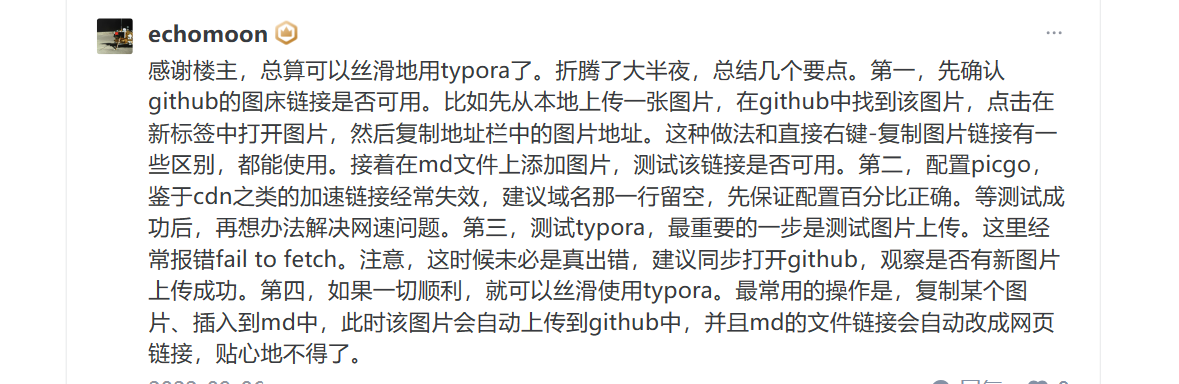 echomoon
感谢楼主，总算可以丝滑地用typora了。折腾了大半夜，总结几个要点。第一，先确认
github的图床链接是否可用。比如先从本地上传一张图片，在github中找到该图片，点击在
新标签中打开图片，然后复制地址栏中的图片地址。这种做法和直接右键-复制图片链接有一
些区别，都能使用。接着在md文件上添加图片，测试该链接是否可用。第二，配置picgo，
鉴于cdn之类的加速链接经常失效，建议域名那一行留空，先保证配置百分比正确。等测试成
功后，再想办法解决网速问题。第三，测试typora，最重要的一步是测试图片上传。这里经
常报错fail to fetch。注意，这时候未必是真出错，建议同步打开github，观察是否有新图片
上传成功。第四，如果一切顺利，就可以丝滑使用typora。最常用的操作是，复制某个图
片、插入到md中，此时该图片会自动上传到github中，并且md的文件链接会自动改成网页
链接，贴心地不得了。